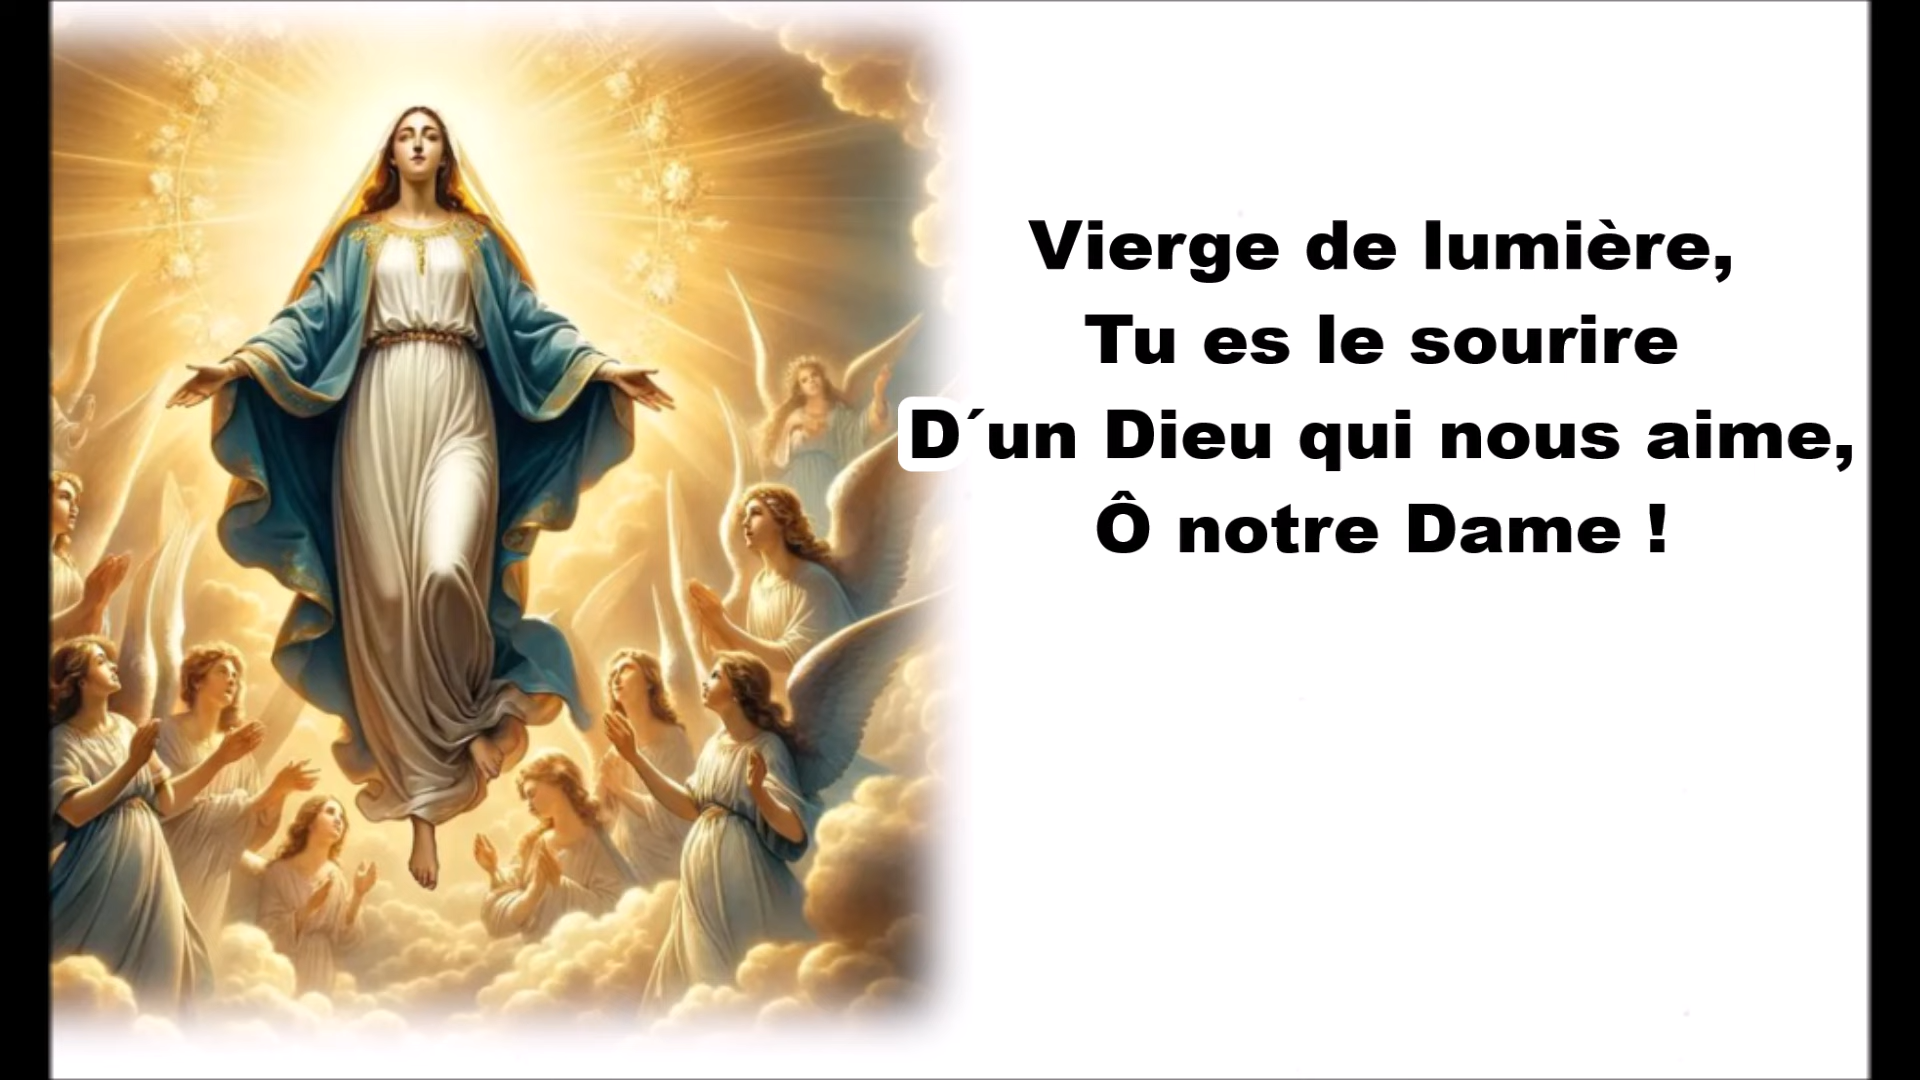 Vierge de lumière,
Tu es le sourire
D´un Dieu qui nous aime,
Ô notre Dame !